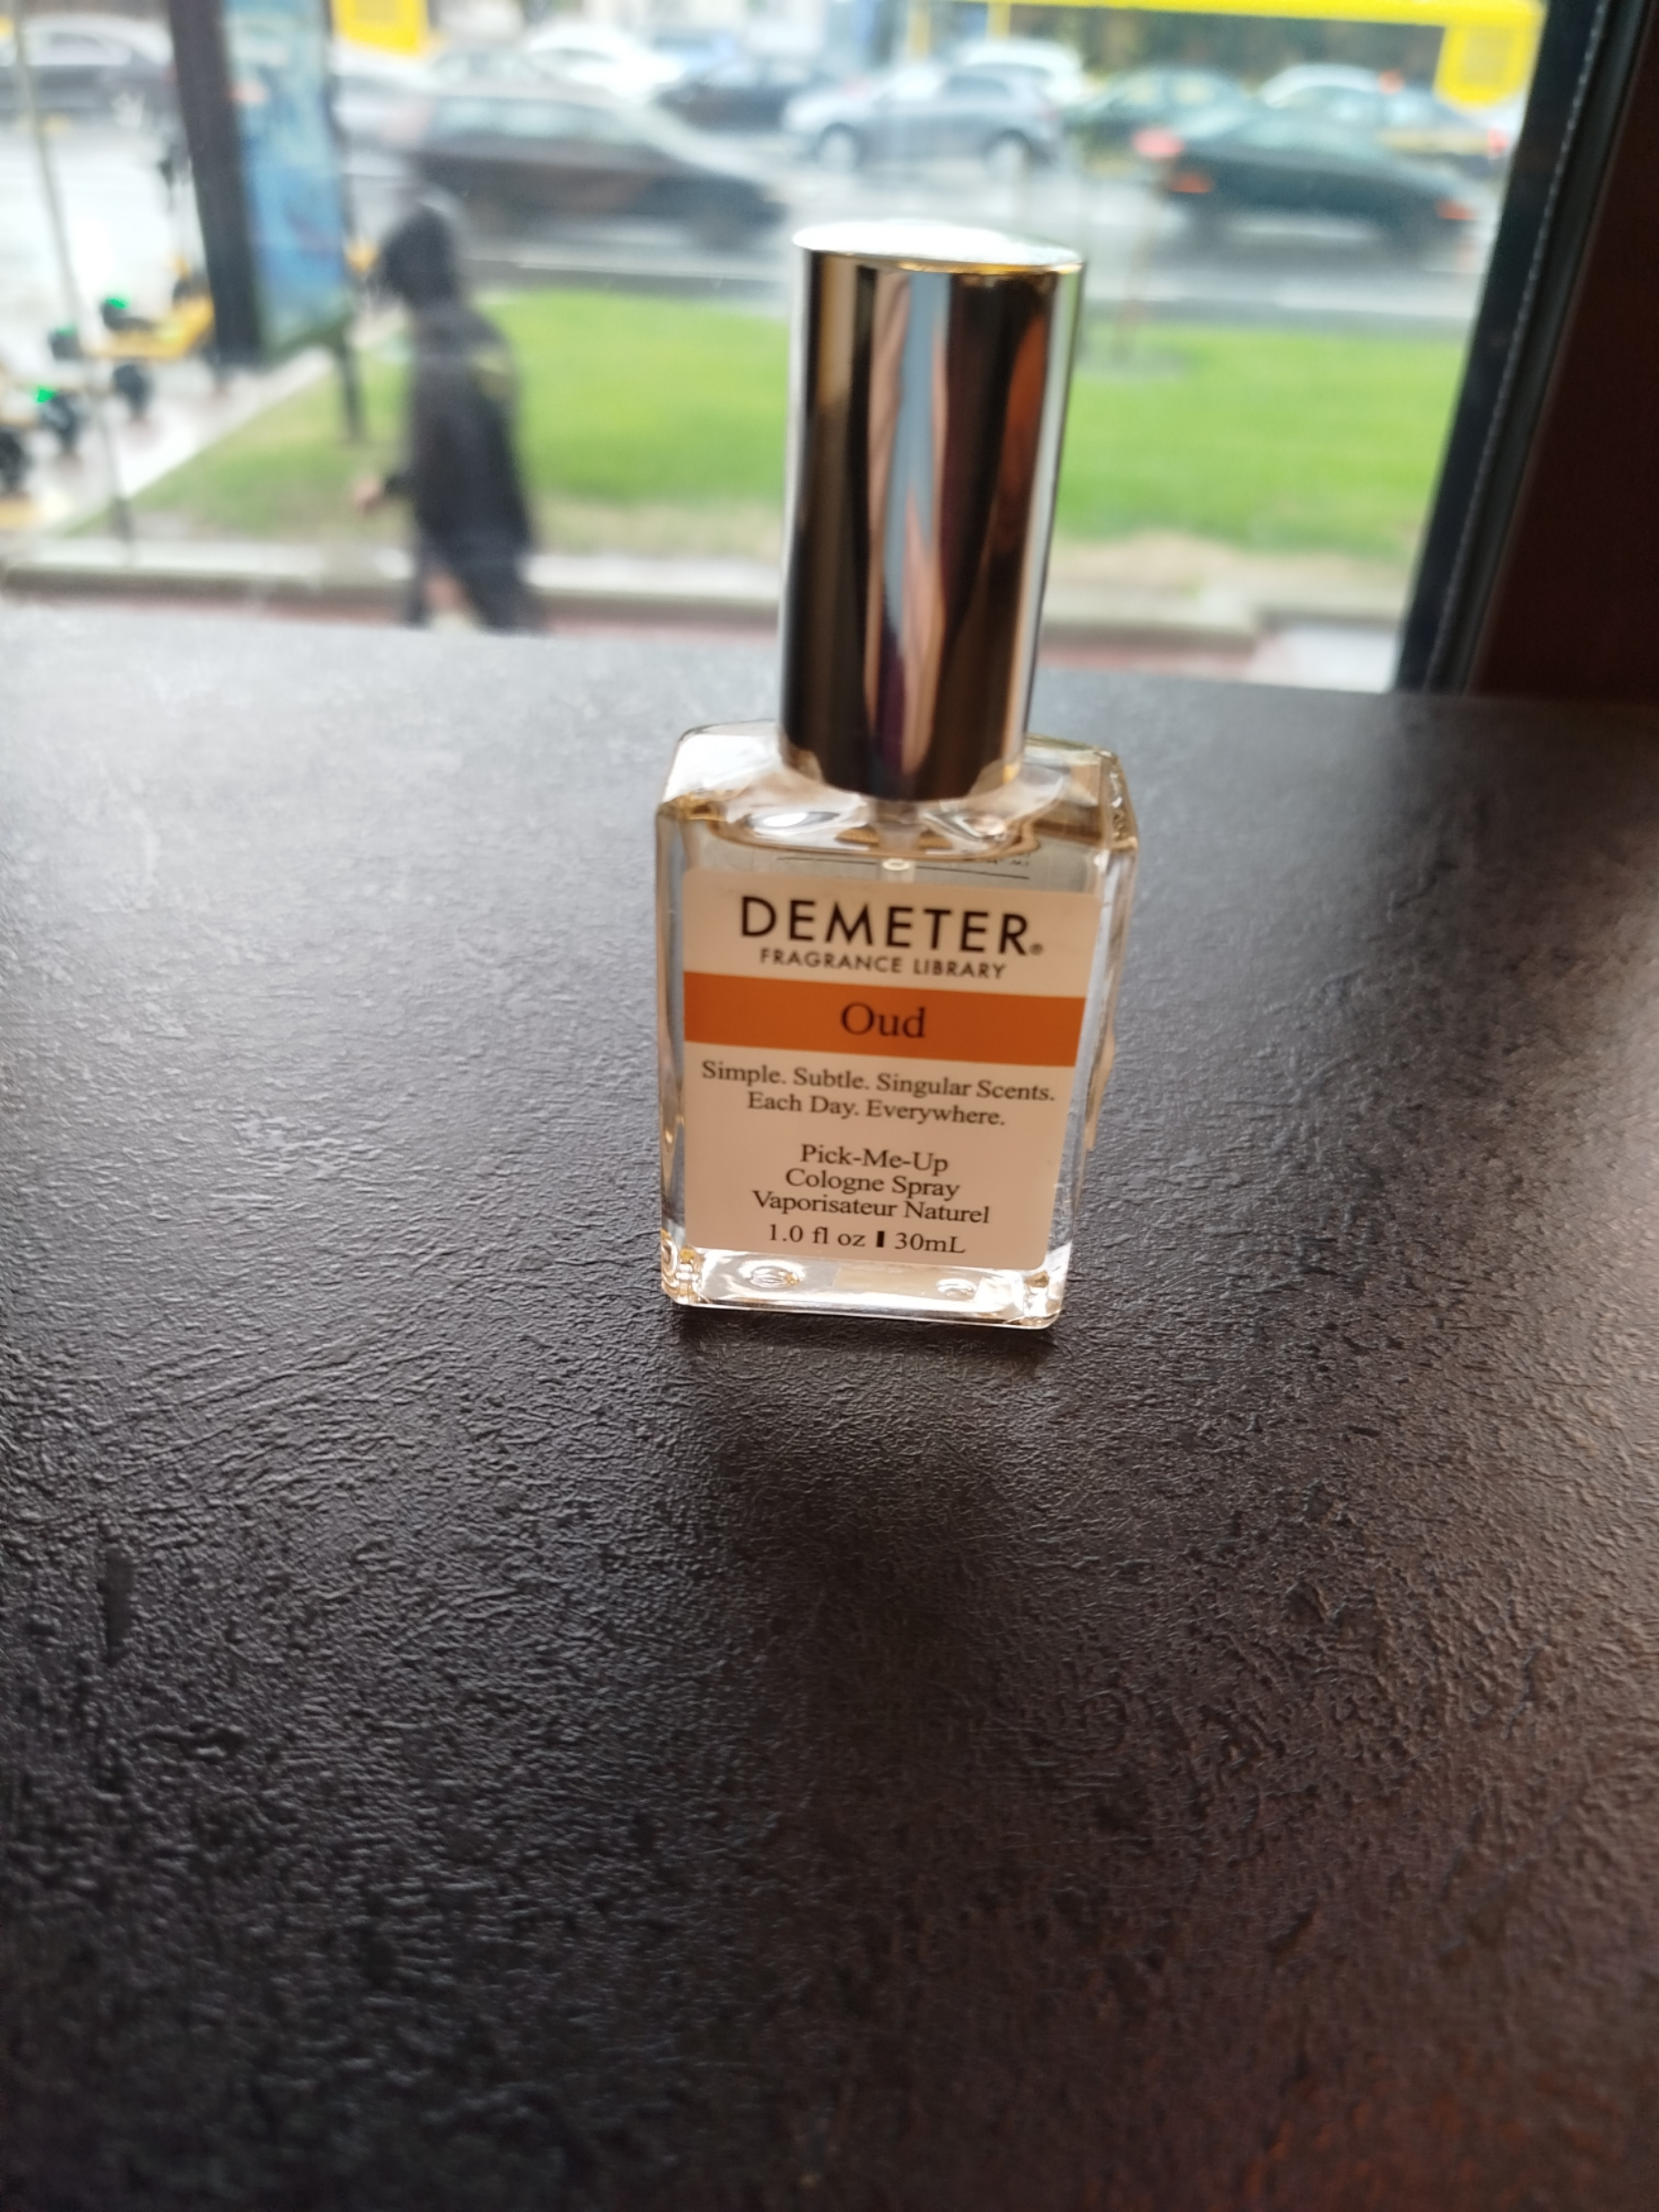 DEMETER®
FRAGRANCE LIBRARY
Oud
Simple. Subtle. Singular Scents.
Each Day. Everywhere.
Pick-Me-Up
Cologne Spray
Vaporisateur Naturel
1.0 fl oz ▮ 30mL